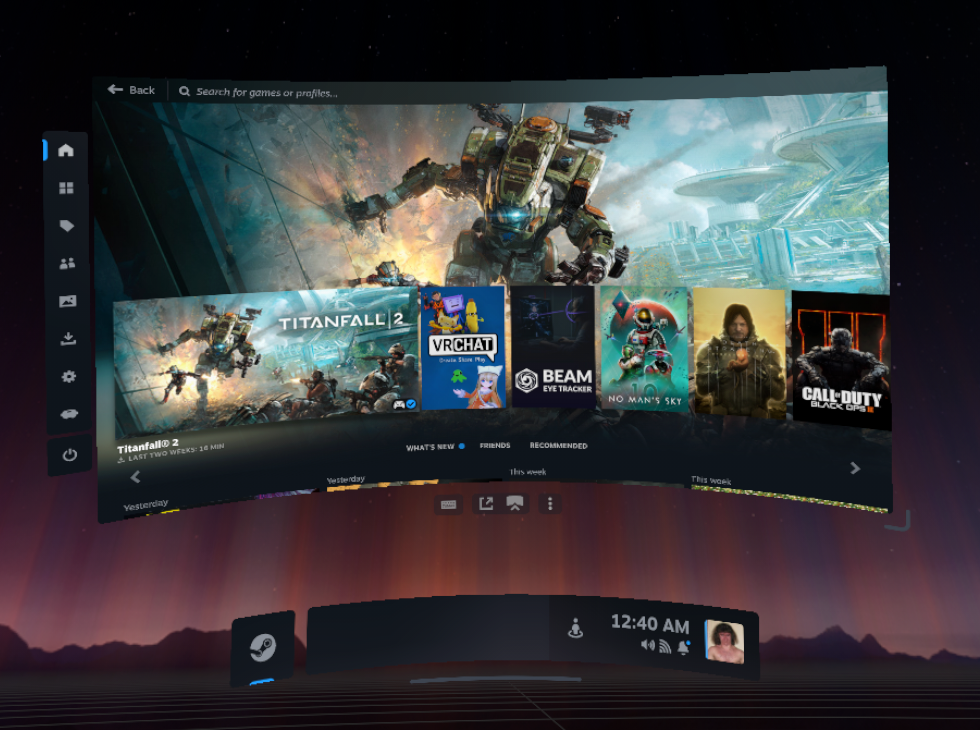 Back
Search for games or profiles...
TITANFALL 2
VRCHAT
BEAM
EYE TRACKER
10
NO MAN'S SKY
CALL OF DUTY
BLACK OPS III
Titanfall® 2
LAST TWO WEEKS: 18 MIN
WHAT'S NEW
FRIENDS
RECOMMENDED
Yesterday
Yesterday
This week
This week
12:40 AM